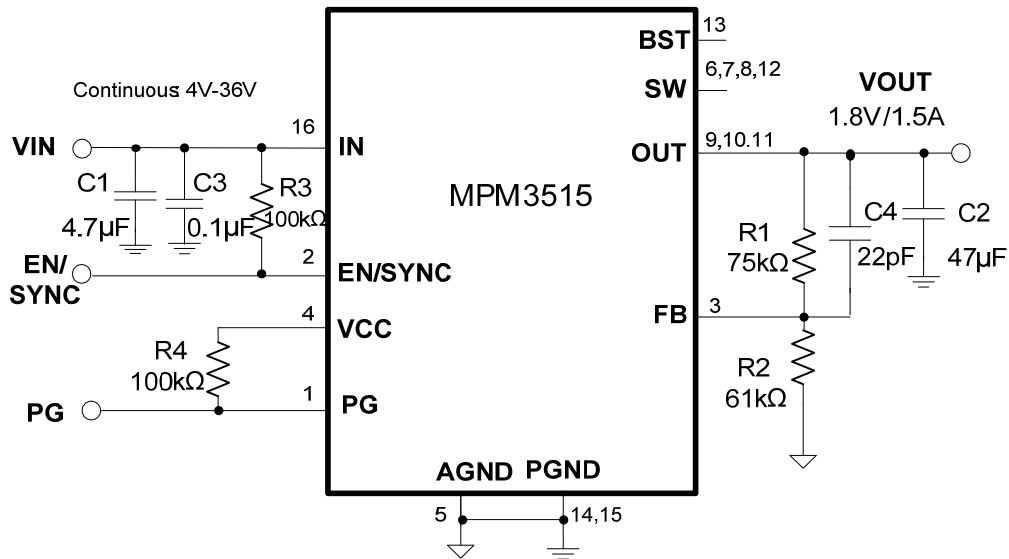 13
BST
6,7,8,12
SW
Continuous: 4V-36V
VOUT
1.8V/1.5A
16
9,10.11
VIN
IN
OUT
MPM3515
C1
C3
R3
100kΩ
4.7µF
0.1µF
C4
C2
R1
75kΩ
22pF
47µF
EN/
SYNC
2
EN/SYNC
4
VCC
3
FB
R4
100kΩ
R2
61kΩ
1
PG
PG
AGND
PGND
5
14,15